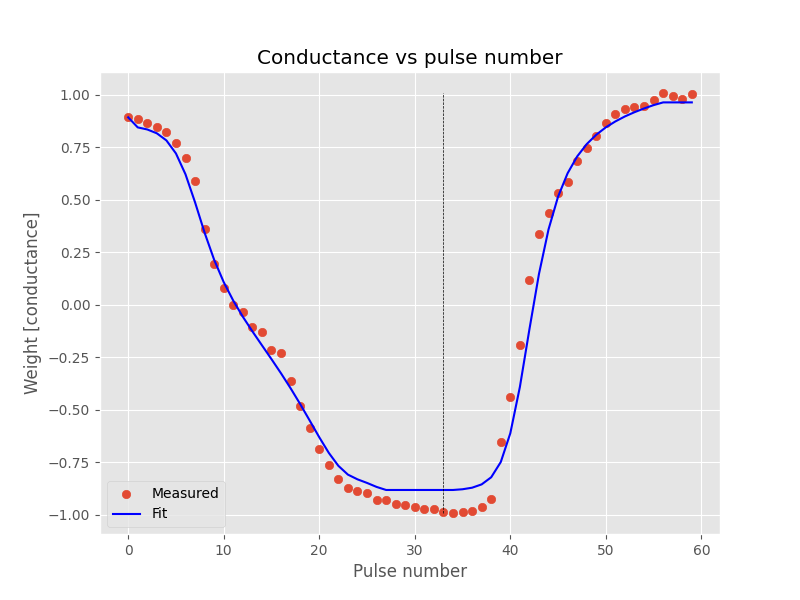 Conductance vs pulse number
Weight [conductance]
1.00
0.75
0.50
0.25
0.00
−0.25
−0.50
−0.75
−1.00
Measured
Fit
0 10 20 30 40 50 60
Pulse number